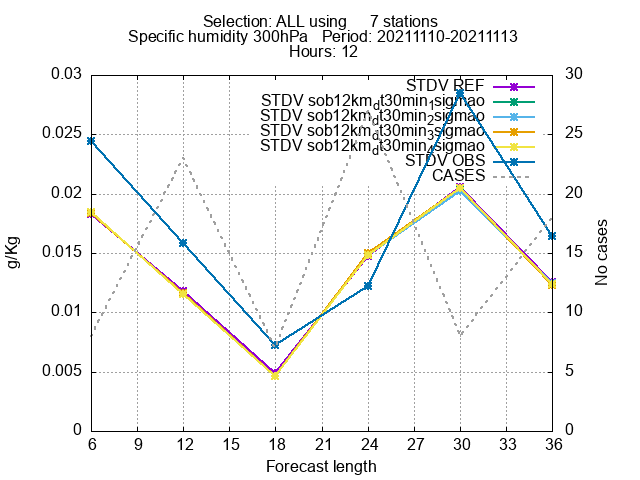 Selection: ALL using 7 stations
Specific humidity 300hPa Period: 20211110-20211113
Hours: 12
0.03 30
STDV REF
STDV sob12km_dt30min_1sigmao
STDV sob12km_dt30min_2sigmao
STDV sob12km_dt30min_3sigmao
STDV sob12km_dt30min_4sigmao
STDV OBS
CASES
0.025 25
0.02 20
0.015 15
0.01 10
0.005 5
0 0
g/Kg
No cases
6 9 12 15 18 21 24 27 30 33 36
Forecast length